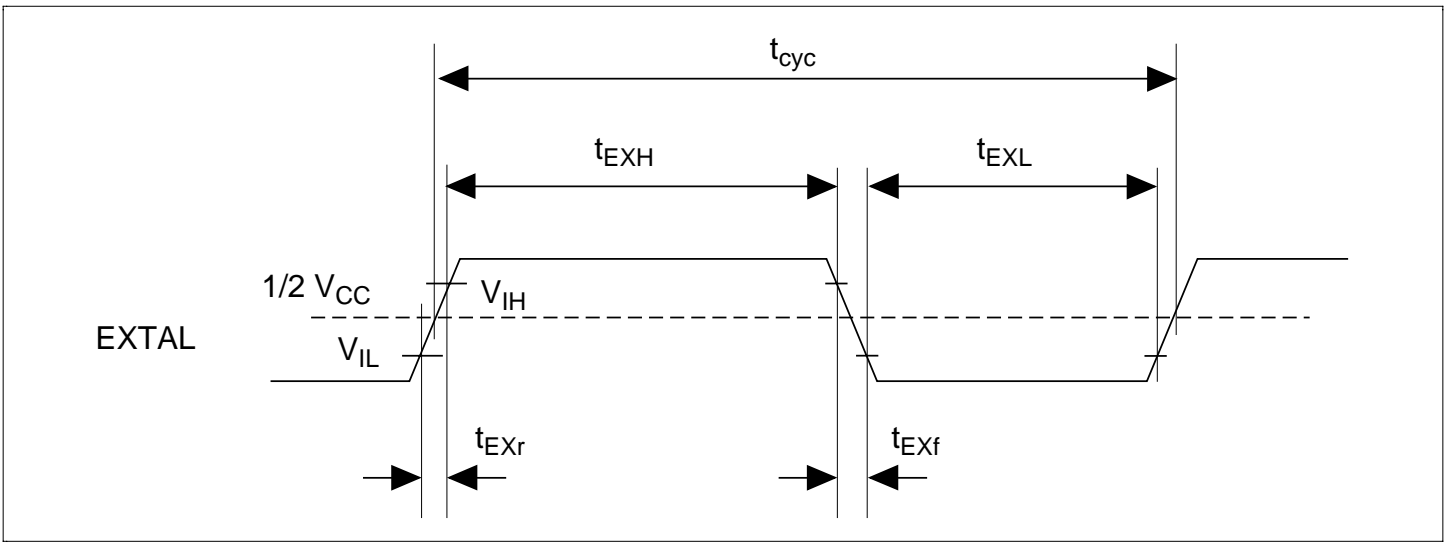 tcyc
tEXH
tEXL
1/2 VCC
VIH
EXTAL
VIL
tEXr
tEXf